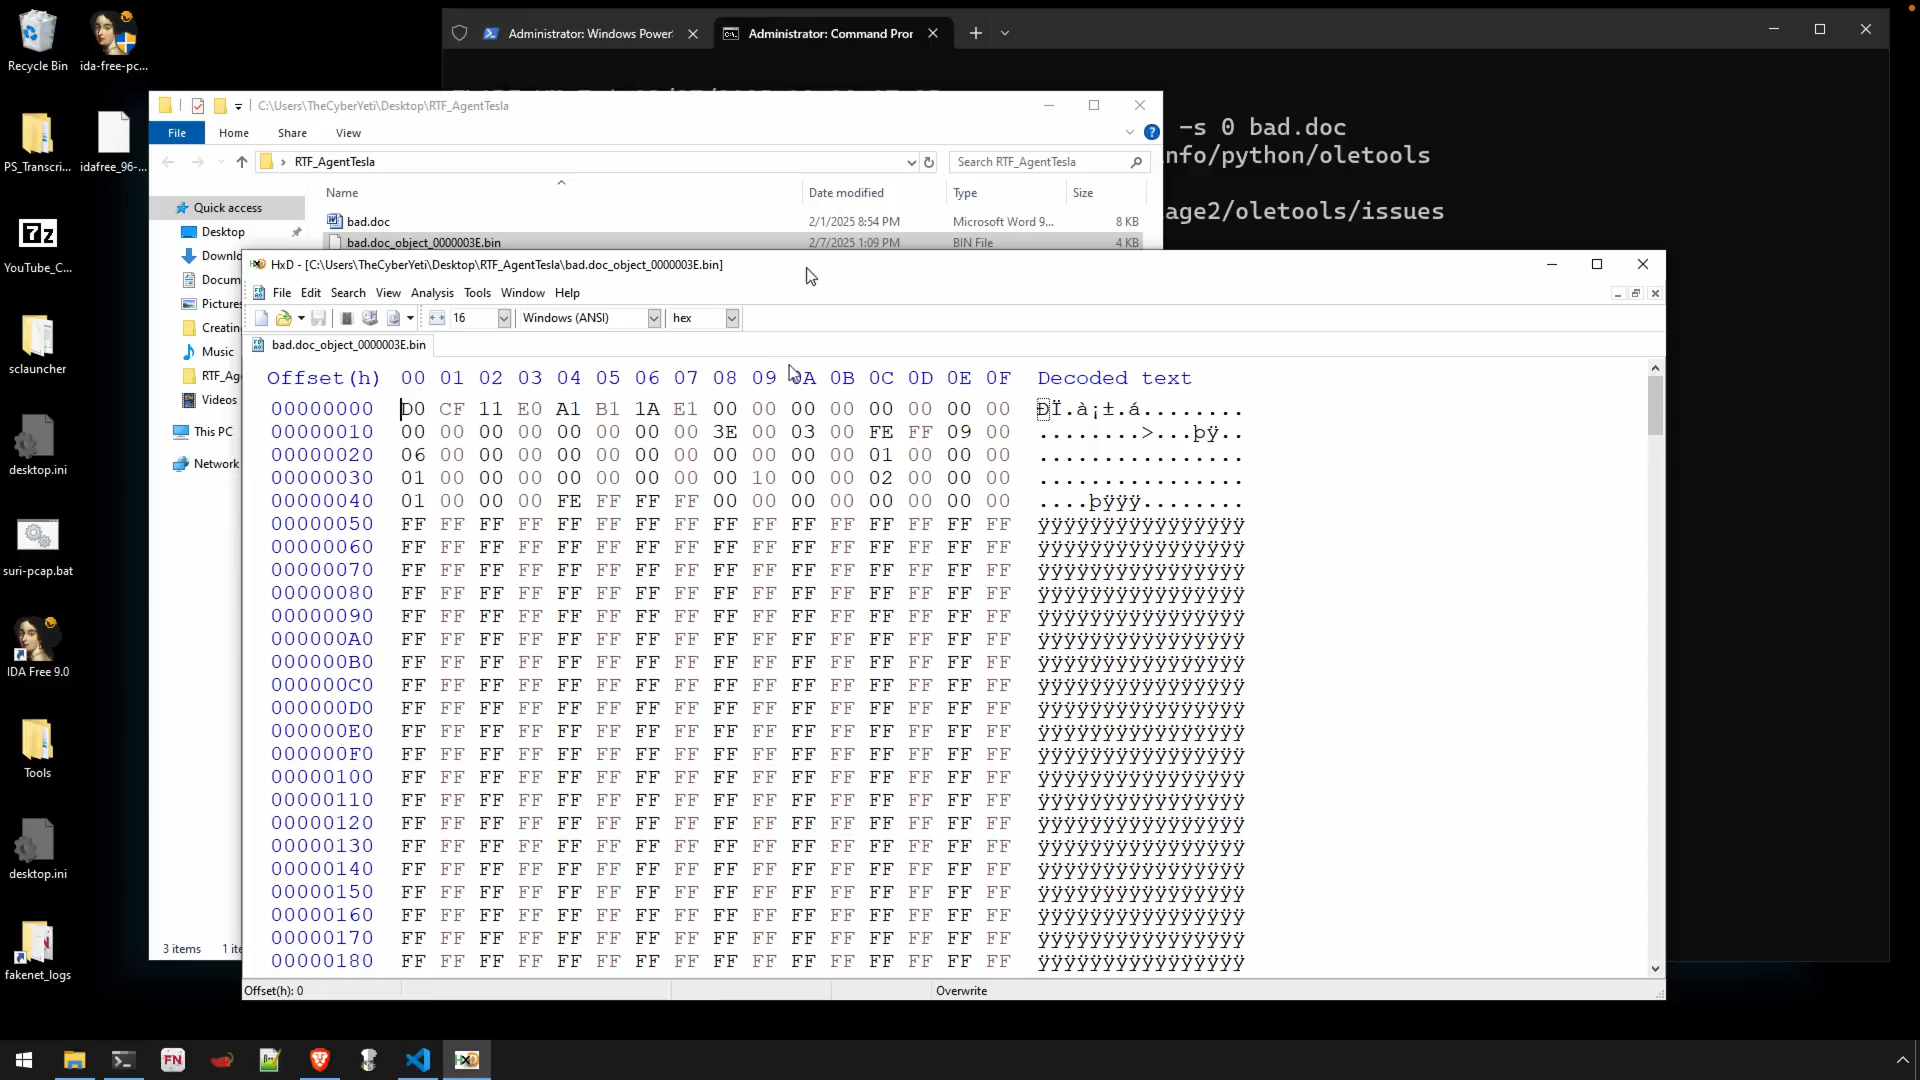 Recycle Bin
ida-free-pc...
PS_Transcri...
idafree_96-...
YouTube_C...
sclauncher
desktop.ini
suri-pcap.bat
IDA Free 9.0
Tools
desktop.ini
fakenet_logs
Administrator: Windows Power
Administrator: Command Pror
-s 0 bad.doc
nfo/python/oletools
age2/oletools/issues
C:\Users\TheCyberYeti\Desktop\RTF_AgentTesla
File Home Share View
RTF_AgentTesla
Search RTF_AgentTesla
Name Date modified Type Size
bad.doc 2/1/2025 8:54 PM Microsoft Word 9... 8 KB
bad.doc_object_0000003E.bin 2/7/2025 1:09 PM BIN File 4 KB
Quick access
Desktop
Downlo
Docum
Pictures
Creatin
Music
RTF_Ag
Videos
This PC
Network
3 items 1 ite
HxD - [C:\Users\TheCyberYeti\Desktop\RTF_AgentTesla\bad.doc_object_0000003E.bin]
File Edit Search View Analysis Tools Window Help
16 Windows (ANSI) hex
bad.doc_object_0000003E.bin
Offset(h) 00 01 02 03 04 05 06 07 08 09 0A 0B 0C 0D 0E 0F Decoded text
00000000 D0 CF 11 E0 A1 B1 1A E1 00 00 00 00 00 00 00 00 ÐÏ.à¡±.á........
00000010 00 00 00 00 00 00 00 00 3E 00 03 00 FE FF 09 00 ........>...þÿ..
00000020 06 00 00 00 00 00 00 00 00 00 00 00 01 00 00 00 ................
00000030 01 00 00 00 00 00 00 00 00 10 00 00 02 00 00 00 ................
00000040 01 00 00 00 FE FF FF FF 00 00 00 00 00 00 00 00 ....þÿÿÿ........
00000050 FF FF FF FF FF FF FF FF FF FF FF FF FF FF FF FF ÿÿÿÿÿÿÿÿÿÿÿÿÿÿÿÿ
00000060 FF FF FF FF FF FF FF FF FF FF FF FF FF FF FF FF ÿÿÿÿÿÿÿÿÿÿÿÿÿÿÿÿ
00000070 FF FF FF FF FF FF FF FF FF FF FF FF FF FF FF FF ÿÿÿÿÿÿÿÿÿÿÿÿÿÿÿÿ
00000080 FF FF FF FF FF FF FF FF FF FF FF FF FF FF FF FF ÿÿÿÿÿÿÿÿÿÿÿÿÿÿÿÿ
00000090 FF FF FF FF FF FF FF FF FF FF FF FF FF FF FF FF ÿÿÿÿÿÿÿÿÿÿÿÿÿÿÿÿ
000000A0 FF FF FF FF FF FF FF FF FF FF FF FF FF FF FF FF ÿÿÿÿÿÿÿÿÿÿÿÿÿÿÿÿ
000000B0 FF FF FF FF FF FF FF FF FF FF FF FF FF FF FF FF ÿÿÿÿÿÿÿÿÿÿÿÿÿÿÿÿ
000000C0 FF FF FF FF FF FF FF FF FF FF FF FF FF FF FF FF ÿÿÿÿÿÿÿÿÿÿÿÿÿÿÿÿ
000000D0 FF FF FF FF FF FF FF FF FF FF FF FF FF FF FF FF ÿÿÿÿÿÿÿÿÿÿÿÿÿÿÿÿ
000000E0 FF FF FF FF FF FF FF FF FF FF FF FF FF FF FF FF ÿÿÿÿÿÿÿÿÿÿÿÿÿÿÿÿ
000000F0 FF FF FF FF FF FF FF FF FF FF FF FF FF FF FF FF ÿÿÿÿÿÿÿÿÿÿÿÿÿÿÿÿ
00000100 FF FF FF FF FF FF FF FF FF FF FF FF FF FF FF FF ÿÿÿÿÿÿÿÿÿÿÿÿÿÿÿÿ
00000110 FF FF FF FF FF FF FF FF FF FF FF FF FF FF FF FF ÿÿÿÿÿÿÿÿÿÿÿÿÿÿÿÿ
00000120 FF FF FF FF FF FF FF FF FF FF FF FF FF FF FF FF ÿÿÿÿÿÿÿÿÿÿÿÿÿÿÿÿ
00000130 FF FF FF FF FF FF FF FF FF FF FF FF FF FF FF FF ÿÿÿÿÿÿÿÿÿÿÿÿÿÿÿÿ
00000140 FF FF FF FF FF FF FF FF FF FF FF FF FF FF FF FF ÿÿÿÿÿÿÿÿÿÿÿÿÿÿÿÿ
00000150 FF FF FF FF FF FF FF FF FF FF FF FF FF FF FF FF ÿÿÿÿÿÿÿÿÿÿÿÿÿÿÿÿ
00000160 FF FF FF FF FF FF FF FF FF FF FF FF FF FF FF FF ÿÿÿÿÿÿÿÿÿÿÿÿÿÿÿÿ
00000170 FF FF FF FF FF FF FF FF FF FF FF FF FF FF FF FF ÿÿÿÿÿÿÿÿÿÿÿÿÿÿÿÿ
00000180 FF FF FF FF FF FF FF FF FF FF FF FF FF FF FF FF ÿÿÿÿÿÿÿÿÿÿÿÿÿÿÿÿ
Offset(h): 0 Overwrite